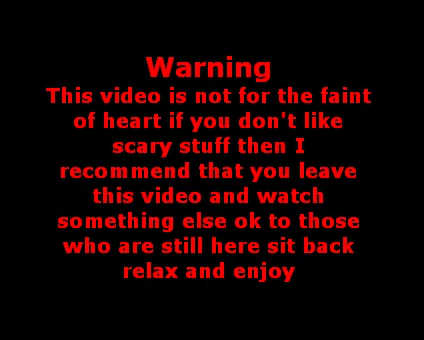 Warning
This video is not for the faint
of heart if you don't like
scary stuff then I
recommend that you leave
this video and watch
something else ok to those
who are still here sit back
relax and enjoy